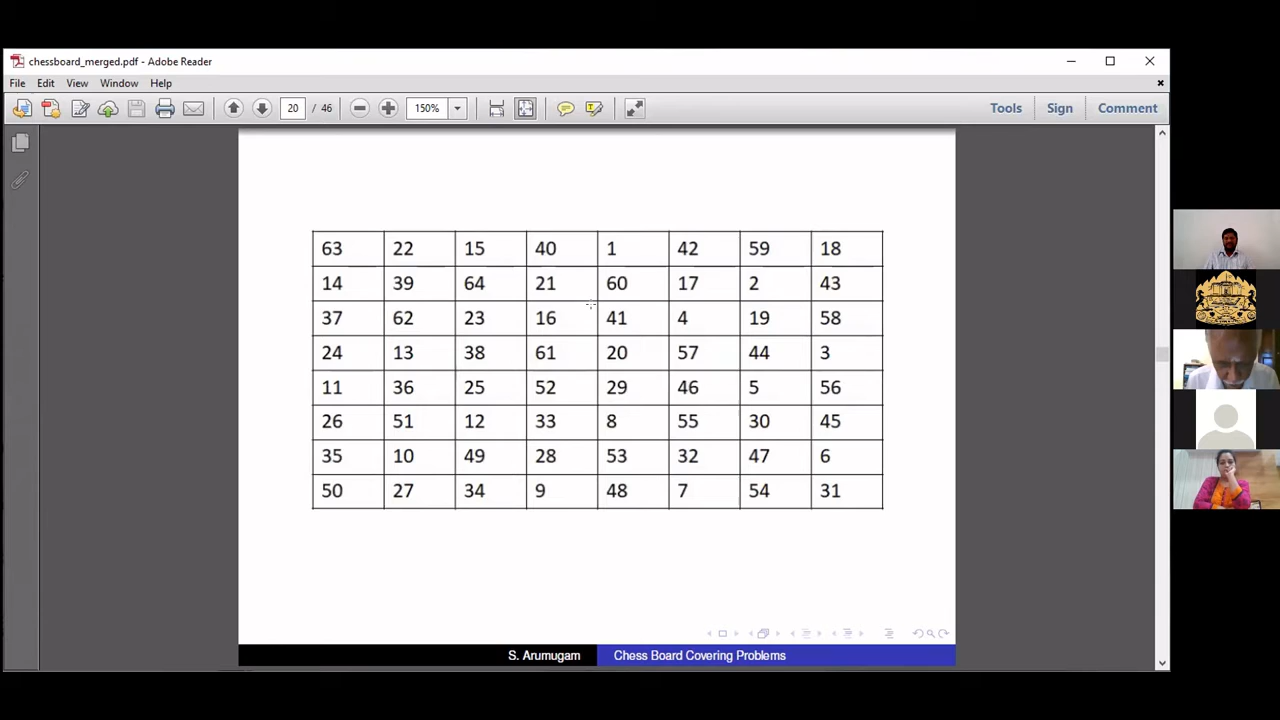 chessboard_merged.pdf - Adobe Reader
File Edit View Window Help
20 / 46 150% Tools Sign Comment
63 22 15 40 1 42 59 18
14 39 64 21 60 17 2 43
37 62 23 16 41 4 19 58
24 13 38 61 20 57 44 3
11 36 25 52 29 46 5 56
26 51 12 33 8 55 30 45
35 10 49 28 53 32 47 6
50 27 34 9 48 7 54 31
S. Arumugam Chess Board Covering Problems